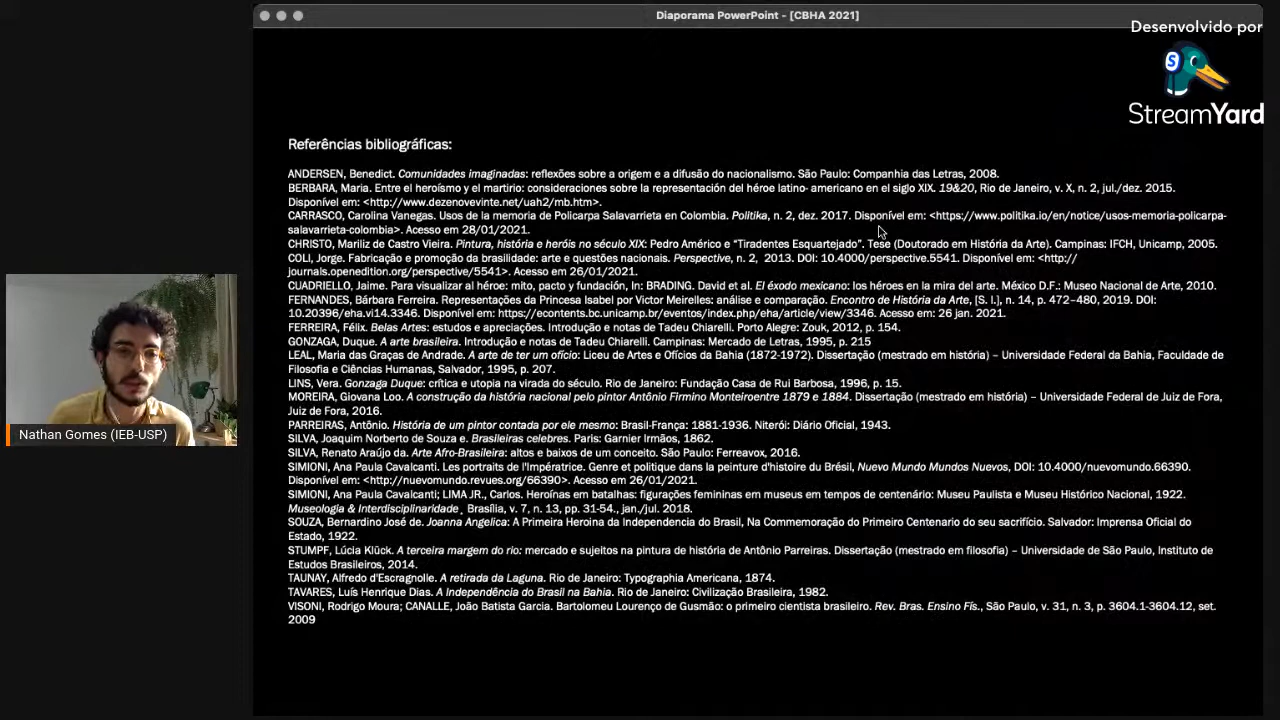 Diaporama PowerPoint - [CBHA 2021]
Desenvolvido por
S
StreamYard
Referências bibliográficas:
ANDERSEN, Benedict. Comunidades imaginadas: reflexões sobre a origem e a difusão do nacionalismo. São Paulo: Companhia das Letras, 2008.
BERBARA, Maria. Entre el heroísmo y el martirio: consideraciones sobre la representación del héroe latino- americano en el siglo XIX. 19&20, Rio de Janeiro, v. X, n. 2, jul./dez. 2015.
Disponível em: <http://www.dezenovevinte.net/uah2/mb.htm>.
CARRASCO, Carolina Vanegas. Usos de la memoria de Policarpa Salavarrieta en Colombia. Politika, n. 2, dez. 2017. Disponível em: <https://www.politika.io/en/notice/usos-memoria-policarpa-
salavarrieta-colombia>. Acesso em 28/01/2021.
CHRISTO, Mariliz de Castro Vieira. Pintura, história e heróis no século XIX: Pedro Américo e “Tiradentes Esquartejado”. Tese (Doutorado em História da Arte). Campinas: IFCH, Unicamp, 2005.
COLI, Jorge. Fabricação e promoção da brasilidade: arte e questões nacionais. Perspective, n. 2, 2013. DOI: 10.4000/perspective.5541. Disponível em: <http://
journals.openedition.org/perspective/5541>. Acesso em 26/01/2021.
CUADRIELLO, Jaime. Para visualizar al héroe: mito, pacto y fundación, In: BRADING. David et al. El éxodo mexicano: los héroes en la mira del arte. México D.F.: Museo Nacional de Arte, 2010.
FERNANDES, Bárbara Ferreira. Representações da Princesa Isabel por Victor Meirelles: análise e comparação. Encontro de História da Arte, [S. l.], n. 14, p. 472–480, 2019. DOI:
10.20396/eha.vi14.3346. Disponível em: https://econtents.bc.unicamp.br/eventos/index.php/eha/article/view/3346. Acesso em: 26 jan. 2021.
FERREIRA, Félix. Belas Artes: estudos e apreciações. Introdução e notas de Tadeu Chiarelli. Porto Alegre: Zouk, 2012, p. 154.
GONZAGA, Duque. A arte brasileira. Introdução e notas de Tadeu Chiarelli. Campinas: Mercado de Letras, 1995, p. 215
LEAL, Maria das Graças de Andrade. A arte de ter um ofício: Liceu de Artes e Ofícios da Bahia (1872-1972). Dissertação (mestrado em história) – Universidade Federal da Bahia, Faculdade de
Filosofia e Ciências Humanas, Salvador, 1995, p. 207.
LINS, Vera. Gonzaga Duque: crítica e utopia na virada do século. Rio de Janeiro: Fundação Casa de Rui Barbosa, 1996, p. 15.
MOREIRA, Giovana Loo. A construção da história nacional pelo pintor Antônio Firmino Monteiroentre 1879 e 1884. Dissertação (mestrado em história) – Universidade Federal de Juiz de Fora,
Juiz de Fora, 2016.
PARREIRAS, Antônio. História de um pintor contada por ele mesmo: Brasil-França: 1881-1936. Niterói: Diário Oficial, 1943.
SILVA, Joaquim Norberto de Souza e. Brasileiras celebres. Paris: Garnier Irmãos, 1862.
SILVA, Renato Araújo da. Arte Afro-Brasileira: altos e baixos de um conceito. São Paulo: Ferreavox, 2016.
SIMIONI, Ana Paula Cavalcanti. Les portraits de l'Impératrice. Genre et politique dans la peinture d'histoire du Brésil, Nuevo Mundo Mundos Nuevos, DOI: 10.4000/nuevomundo.66390.
Disponível em: <http://nuevomundo.revues.org/66390>. Acesso em 26/01/2021.
SIMIONI, Ana Paula Cavalcanti; LIMA JR., Carlos. Heroínas em batalhas: figurações femininas em museus em tempos de centenário: Museu Paulista e Museu Histórico Nacional, 1922.
Museologia & Interdisciplinaridade¸ Brasília, v. 7, n. 13, pp. 31-54., jan./jul. 2018.
SOUZA, Bernardino José de. Joanna Angelica: A Primeira Heroina da Independencia do Brasil, Na Commemoração do Primeiro Centenario do seu sacrifício. Salvador: Imprensa Oficial do
Estado, 1922.
STUMPF, Lúcia Klück. A terceira margem do rio: mercado e sujeitos na pintura de história de Antônio Parreiras. Dissertação (mestrado em filosofia) – Universidade de São Paulo, Instituto de
Estudos Brasileiros, 2014.
TAUNAY, Alfredo d'Escragnolle. A retirada da Laguna. Rio de Janeiro: Typographia Americana, 1874.
TAVARES, Luís Henrique Dias. A Independência do Brasil na Bahia. Rio de Janeiro: Civilização Brasileira, 1982.
VISONI, Rodrigo Moura; CANALLE, João Batista Garcia. Bartolomeu Lourenço de Gusmão: o primeiro cientista brasileiro. Rev. Bras. Ensino Fís., São Paulo, v. 31, n. 3, p. 3604.1-3604.12, set.
2009
Nathan Gomes (IEB-USP)